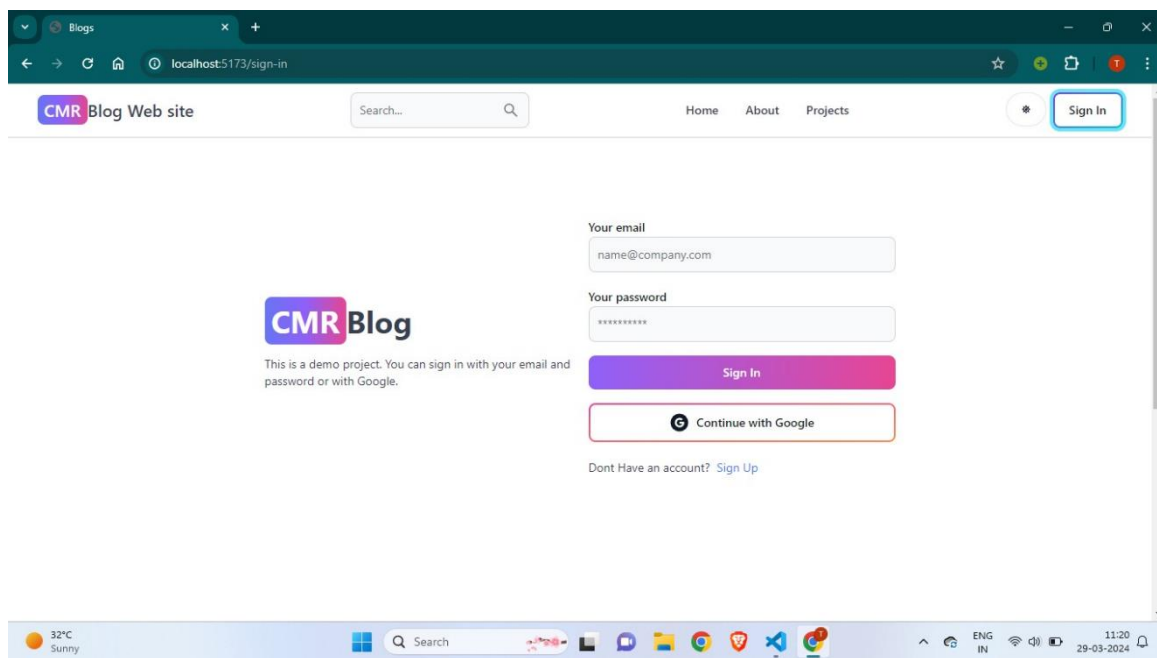 Blogs
localhost:5173/sign-in
CMR Blog Web site
Search...
Home About Projects
Sign In
Your email
name@company.com
Your password
**********
CMR Blog
This is a demo project. You can sign in with your email and
password or with Google.
Sign In
G Continue with Google
Dont Have an account? Sign Up
32°C
Sunny
Search
ENG
IN
11:20
29-03-2024
T